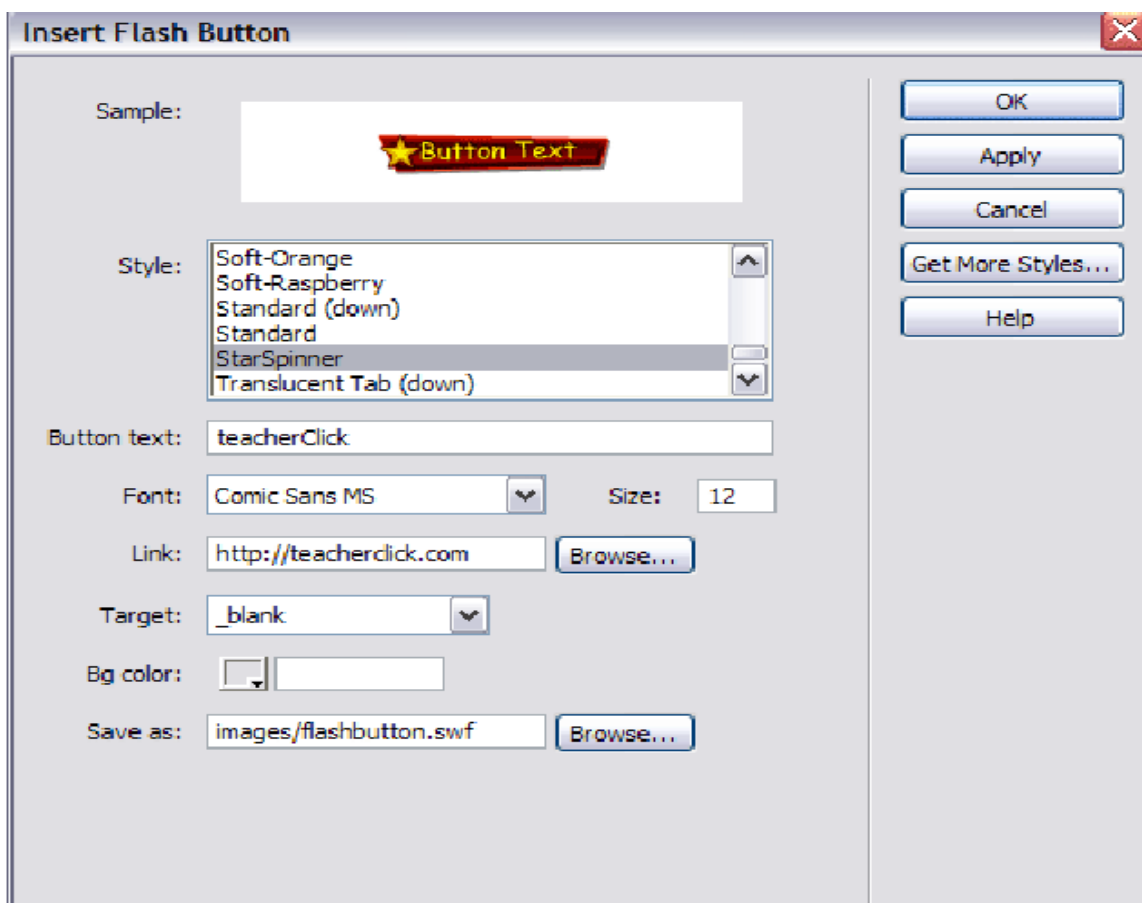 Insert Flash Button
Sample:
Button Text
OK
Apply
Cancel
Get More Styles...
Help
Style:
Soft-Orange
Soft-Raspberry
Standard (down)
Standard
StarSpinner
Translucent Tab (down)
Button text: teacherClick
Font: Comic Sans MS Size: 12
Link: http://teacherclick.com Browse...
Target: _blank
Bg color:
Save as: images/flashbutton.swf Browse...